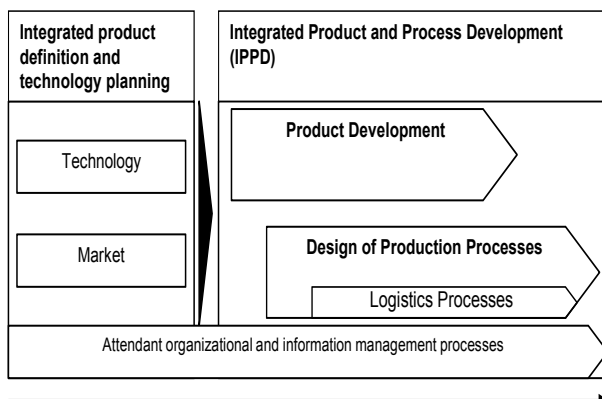 Integrated product
definition and
technology planning
Integrated Product and Process Development
(IPPD)
Technology
Market
Product Development
Design of Production Processes
Logistics Processes
Attendant organizational and information management processes